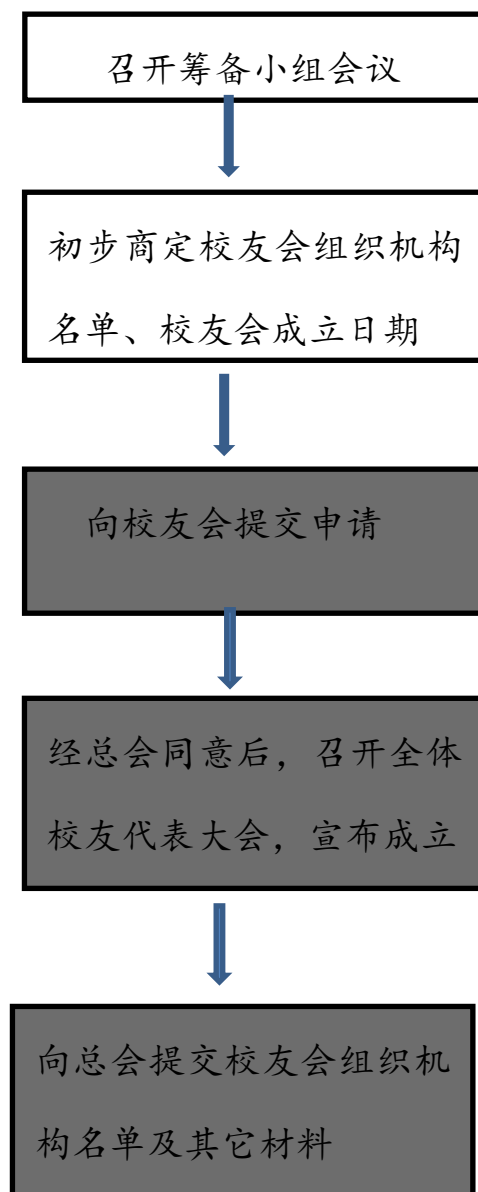 召开筹备小组会议
初步商定校友会组织机构
名单、校友会成立日期
向校友会提交申请
经总会同意后，召开全体
校友代表大会，宣布成立
向总会提交校友会组织机
构名单及其它材料